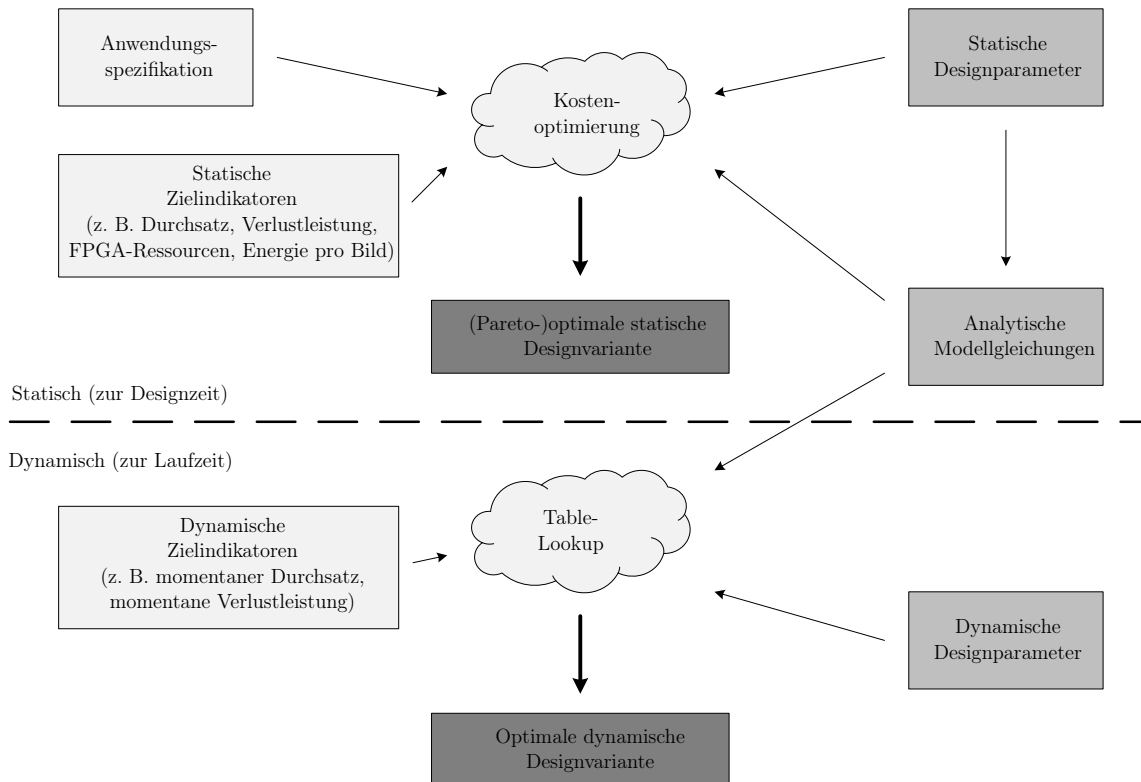 Anwendungs-
spezifikation
Kosten-
optimierung
Statische
Designparameter
Statische
Zielindikatoren
(z. B. Durchsatz, Verlustleistung,
FPGA-Ressourcen, Energie pro Bild)
(Pareto-)optimale statische
Designvariante
Analytische
Modellgleichungen
Statisch (zur Designzeit)
Dynamisch (zur Laufzeit)
Dynamische
Zielindikatoren
(z. B. momentaner Durchsatz,
momentane Verlustleistung)
Table-
Lookup
Dynamische
Designparameter
Optimale dynamische
Designvariante